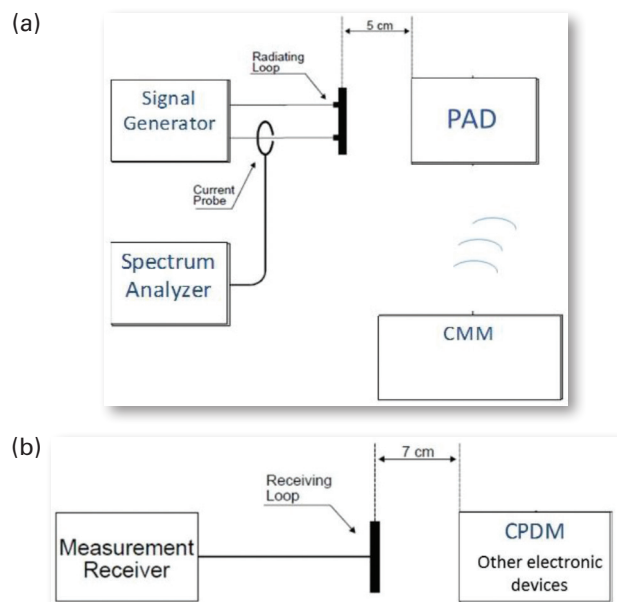 (a)
5 cm
Radiating
Loop
Signal
Generator
PAD
Current
Probe
Spectrum
Analyzer
CMM
(b)
7 cm
Receiving
Loop
Measurement
Receiver
CPDM
Other electronic
devices